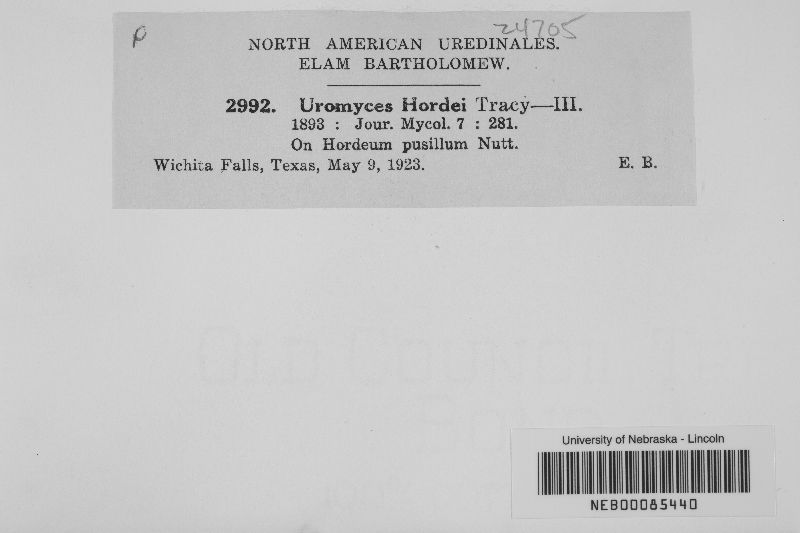 24705
p
NORTH AMERICAN UREDINALES.
ELAM BARTHOLOMEW.
2992. Uromyces Hordei Tracy—III.
1893 : Jour. Mycol. 7 : 281.
On Hordeum pusillum Nutt.
Wichita Falls, Texas, May 9, 1923. E. B.
University of Nebraska - Lincoln
NEB00085440